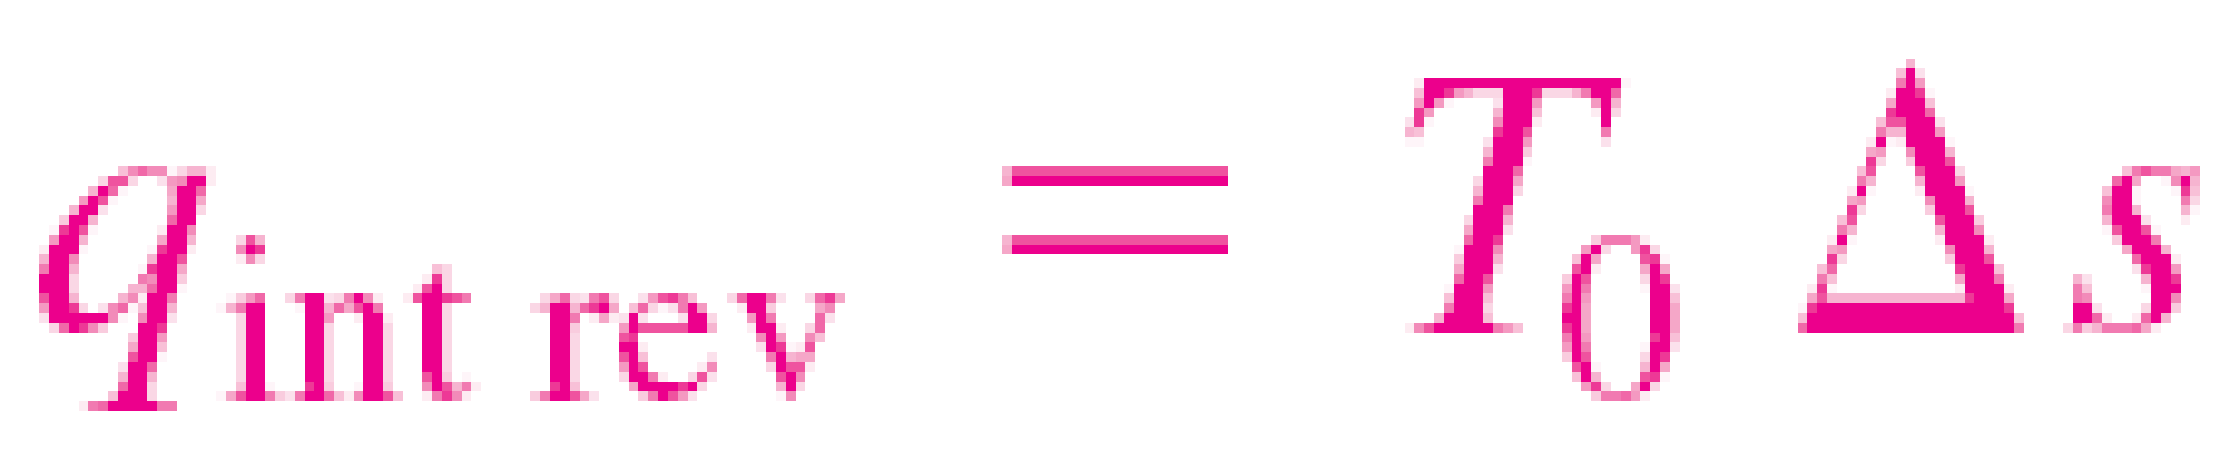 q_int rev = T_0 Δs